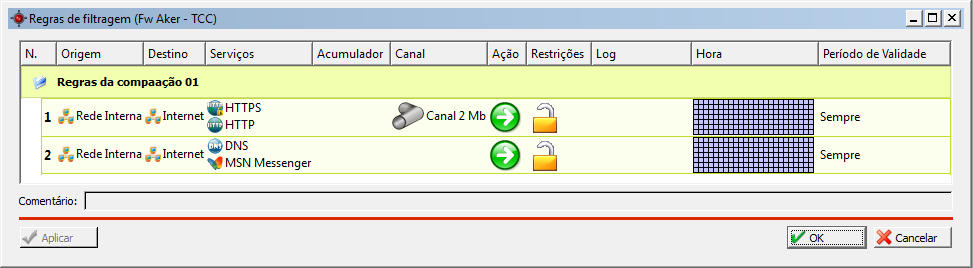 Regras de filtragem (Fw Aker - TCC)
N. Origem Destino Serviços Acumulador Canal Ação Restrições Log Hora Período de Validade
Regras da compaação 01
1 Rede Interna Internet HTTPS HTTP Canal 2 Mb Sempre
2 Rede Interna Internet DNS MSN Messenger Sempre
Comentário:
Aplicar OK Cancelar